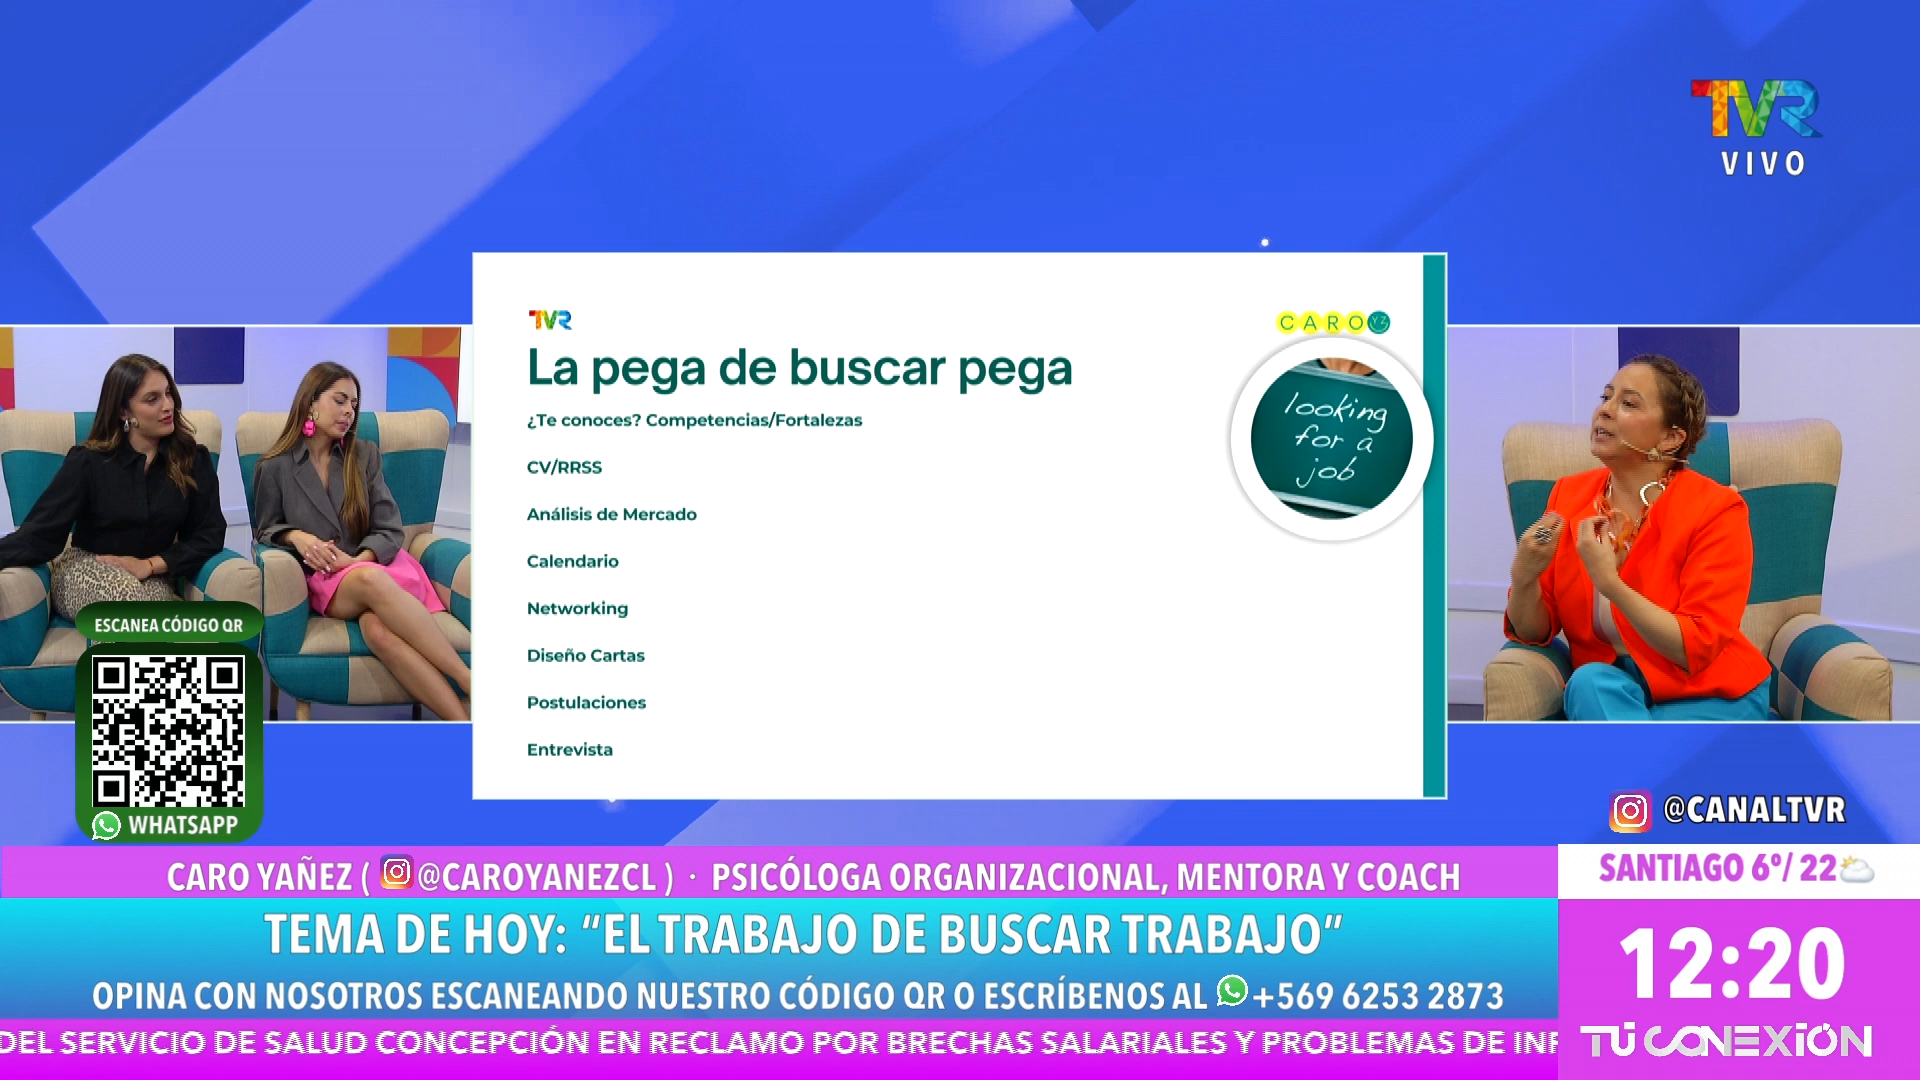 TVR
VIVO
TVR
CARO YZ
La pega de buscar pega
¿Te conoces? Competencias/Fortalezas
CV/RRSS
Análisis de Mercado
Calendario
Networking
Diseño Cartas
Postulaciones
Entrevista
looking
for a
job
ESCANEA CÓDIGO QR
WHATSAPP
@CANALTVR
CARO YAÑEZ ( @CAROYANEZCL ) · PSICÓLOGA ORGANIZACIONAL, MENTORA Y COACH
SANTIAGO 6º/ 22
TEMA DE HOY: “EL TRABAJO DE BUSCAR TRABAJO”
OPINA CON NOSOTROS ESCANEANDO NUESTRO CÓDIGO QR O ESCRÍBENOS AL +569 6253 2873
12:20
DEL SERVICIO DE SALUD CONCEPCIÓN EN RECLAMO POR BRECHAS SALARIALES Y PROBLEMAS DE INF
TÚ CONEXIÓN